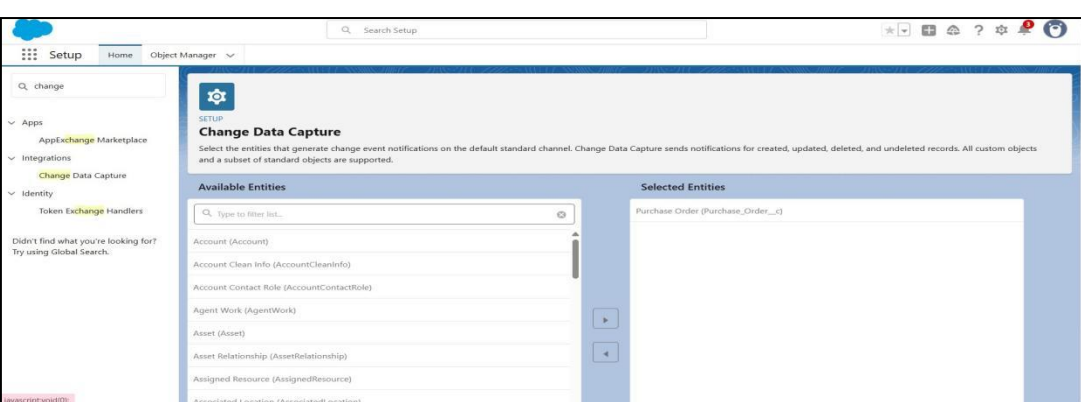 Search Setup
3
Setup
Home
Object Manager
change
Apps
AppExchange Marketplace
Integrations
Change Data Capture
Identity
Token Exchange Handlers
Didn't find what you're looking for?
Try using Global Search.
SETUP
Change Data Capture
Select the entities that generate change event notifications on the default standard channel. Change Data Capture sends notifications for created, updated, deleted, and undeleted records. All custom objects
and a subset of standard objects are supported.
Available Entities
Type to filter list...
Account (Account)
Account Clean Info (AccountCleanInfo)
Account Contact Role (AccountContactRole)
Agent Work (AgentWork)
Asset (Asset)
Asset Relationship (AssetRelationship)
Assigned Resource (AssignedResource)
Associated Location (AssociatedLocation)
Selected Entities
Purchase Order (Purchase_Order__c)
javascript:void(0);